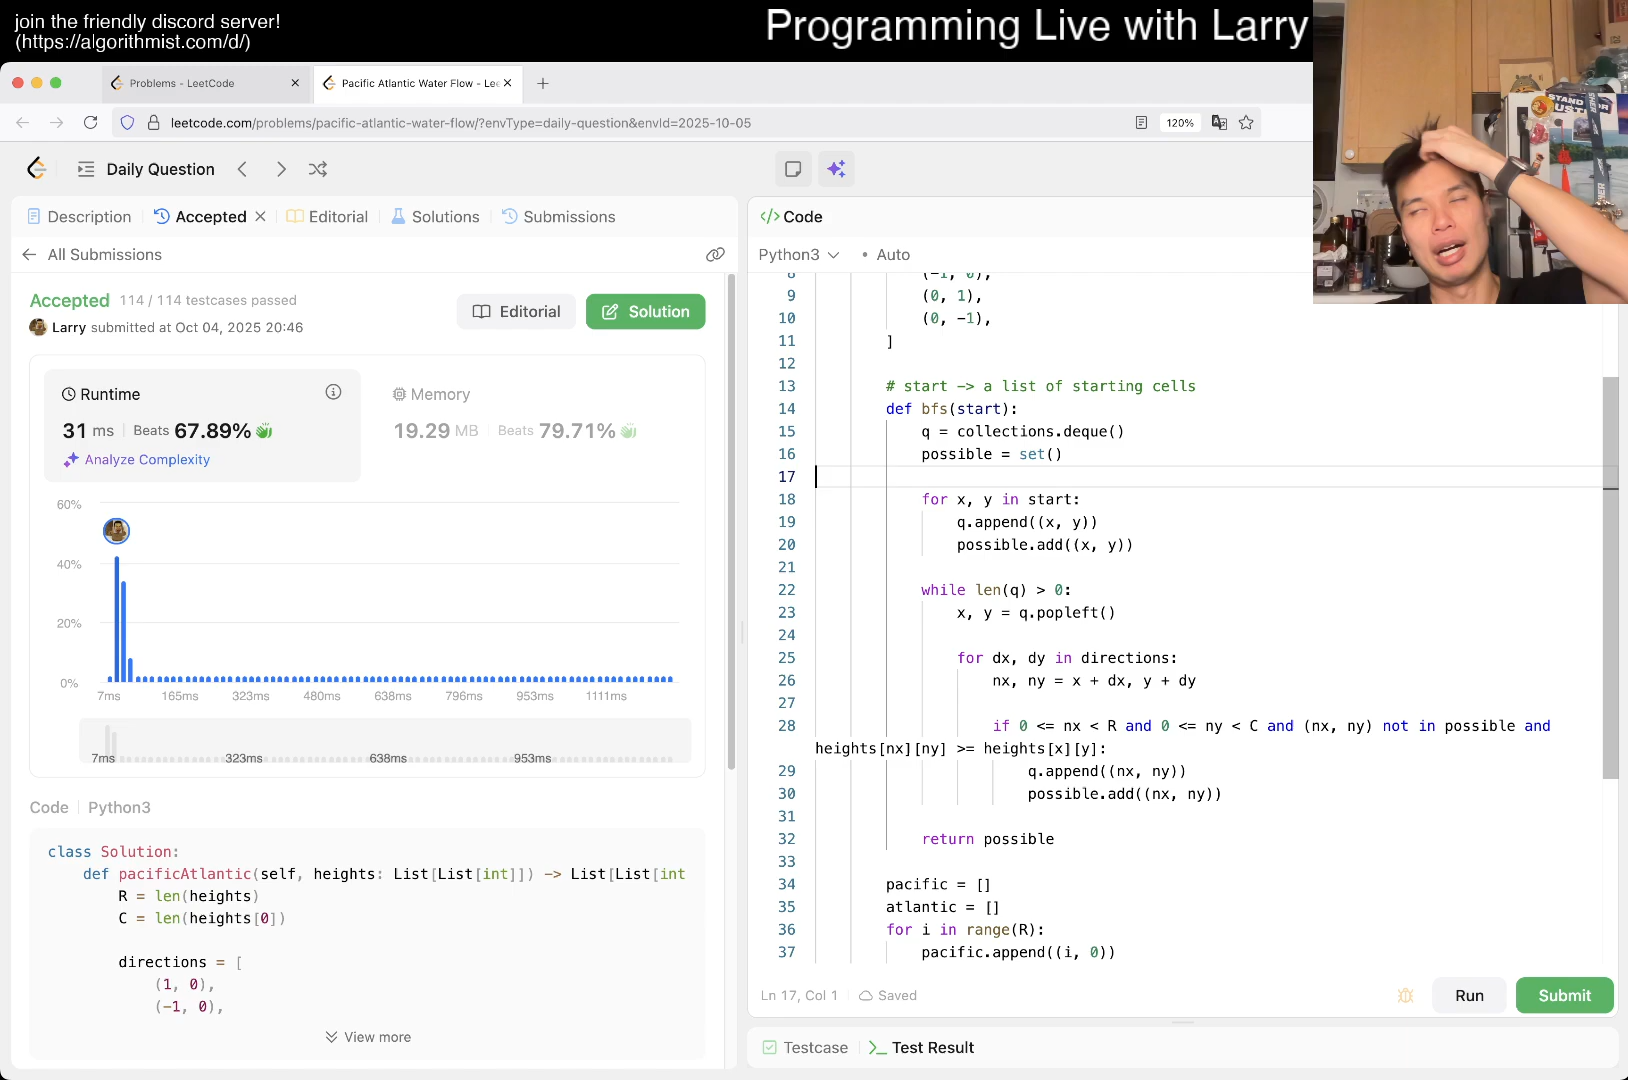 join the friendly discord server!
(https://algorithmist.com/d/)
Programming Live with Larry
Problems - LeetCode
Pacific Atlantic Water Flow - Lee
leetcode.com/problems/pacific-atlantic-water-flow/?envType=daily-question&envId=2025-10-05
120%
Daily Question
Description
Accepted
Editorial
Solutions
Submissions
All Submissions
Accepted 114 / 114 testcases passed
Larry submitted at Oct 04, 2025 20:46
Editorial
Solution
Runtime
31 ms Beats 67.89%
Analyze Complexity
Memory
19.29 MB Beats 79.71%
60%
40%
20%
0%
7ms 165ms 323ms 480ms 638ms 796ms 953ms 1111ms
7ms 323ms 638ms 953ms
Code Python3
class Solution:
def pacificAtlantic(self, heights: List[List[int]]) -> List[List[int
R = len(heights)
C = len(heights[0])
directions = [
(1, 0),
(-1, 0),
View more
</> Code
Python3 • Auto
8 (-1, 0),
9 (0, 1),
10 (0, -1),
11 ]
12
13 # start -> a list of starting cells
14 def bfs(start):
15 q = collections.deque()
16 possible = set()
17
18 for x, y in start:
19 q.append((x, y))
20 possible.add((x, y))
21
22 while len(q) > 0:
23 x, y = q.popleft()
24
25 for dx, dy in directions:
26 nx, ny = x + dx, y + dy
27
28 if 0 <= nx < R and 0 <= ny < C and (nx, ny) not in possible and
heights[nx][ny] >= heights[x][y]:
29 q.append((nx, ny))
30 possible.add((nx, ny))
31
32 return possible
33
34 pacific = []
35 atlantic = []
36 for i in range(R):
37 pacific.append((i, 0))
Ln 17, Col 1
Saved
Run
Submit
Testcase
Test Result
STAND